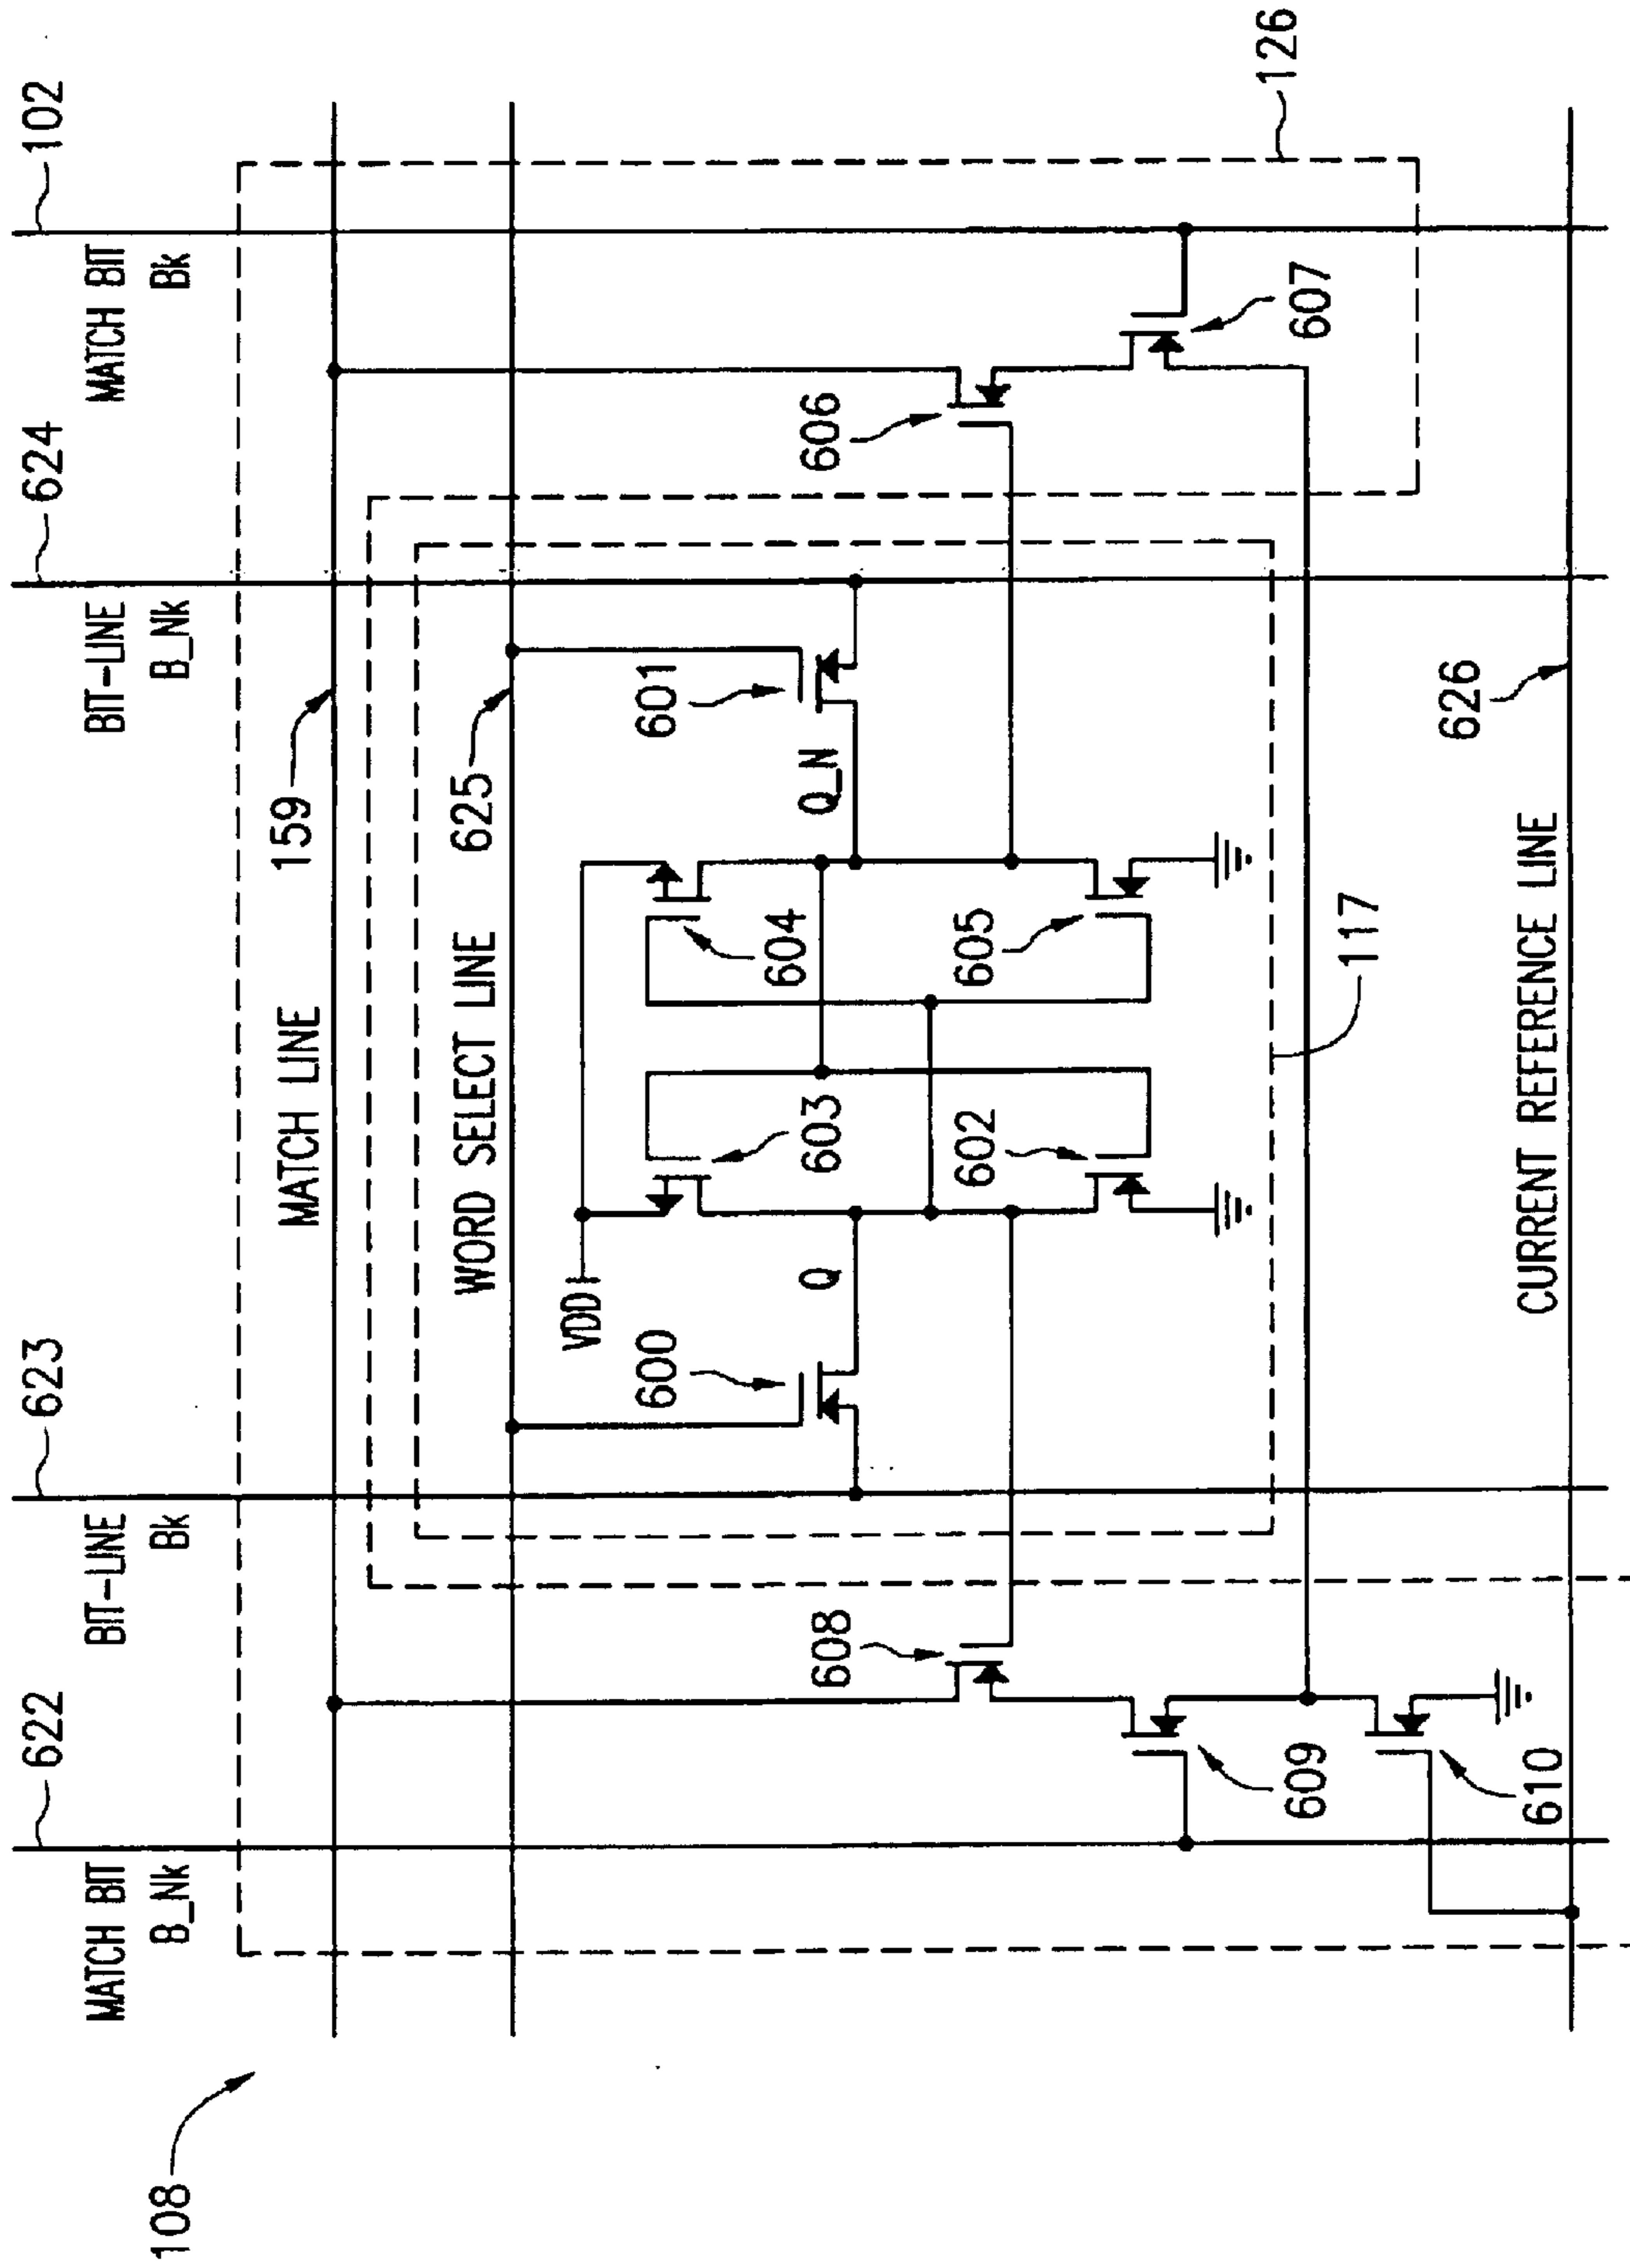 108
MATCH BIT
B_Nk
622
BIT-LINE
Bk
623
BIT-LINE
B_Nk
624
MATCH BIT
Bk
102
MATCH LINE
159
WORD SELECT LINE
625
VDD
600
Q
603
604
Q_N
601
608
602
605
606
609
607
610
117
126
CURRENT REFERENCE LINE
626